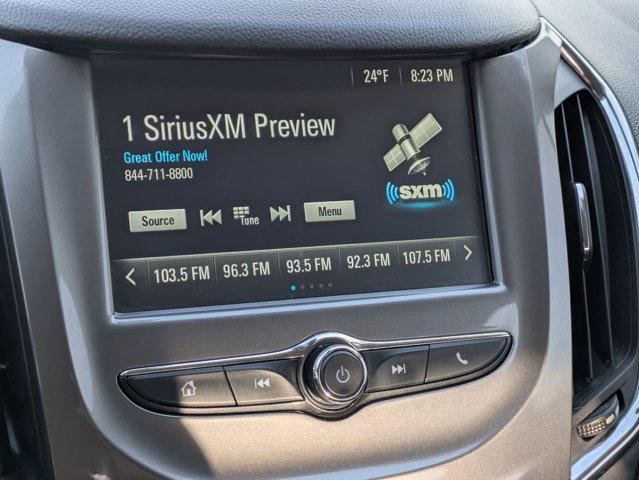 24°F 8:23 PM
1 SiriusXM Preview
Great Offer Now!
844-711-8800
((sxm))
Source Tune Menu
103.5 FM 96.3 FM 93.5 FM 92.3 FM 107.5 FM